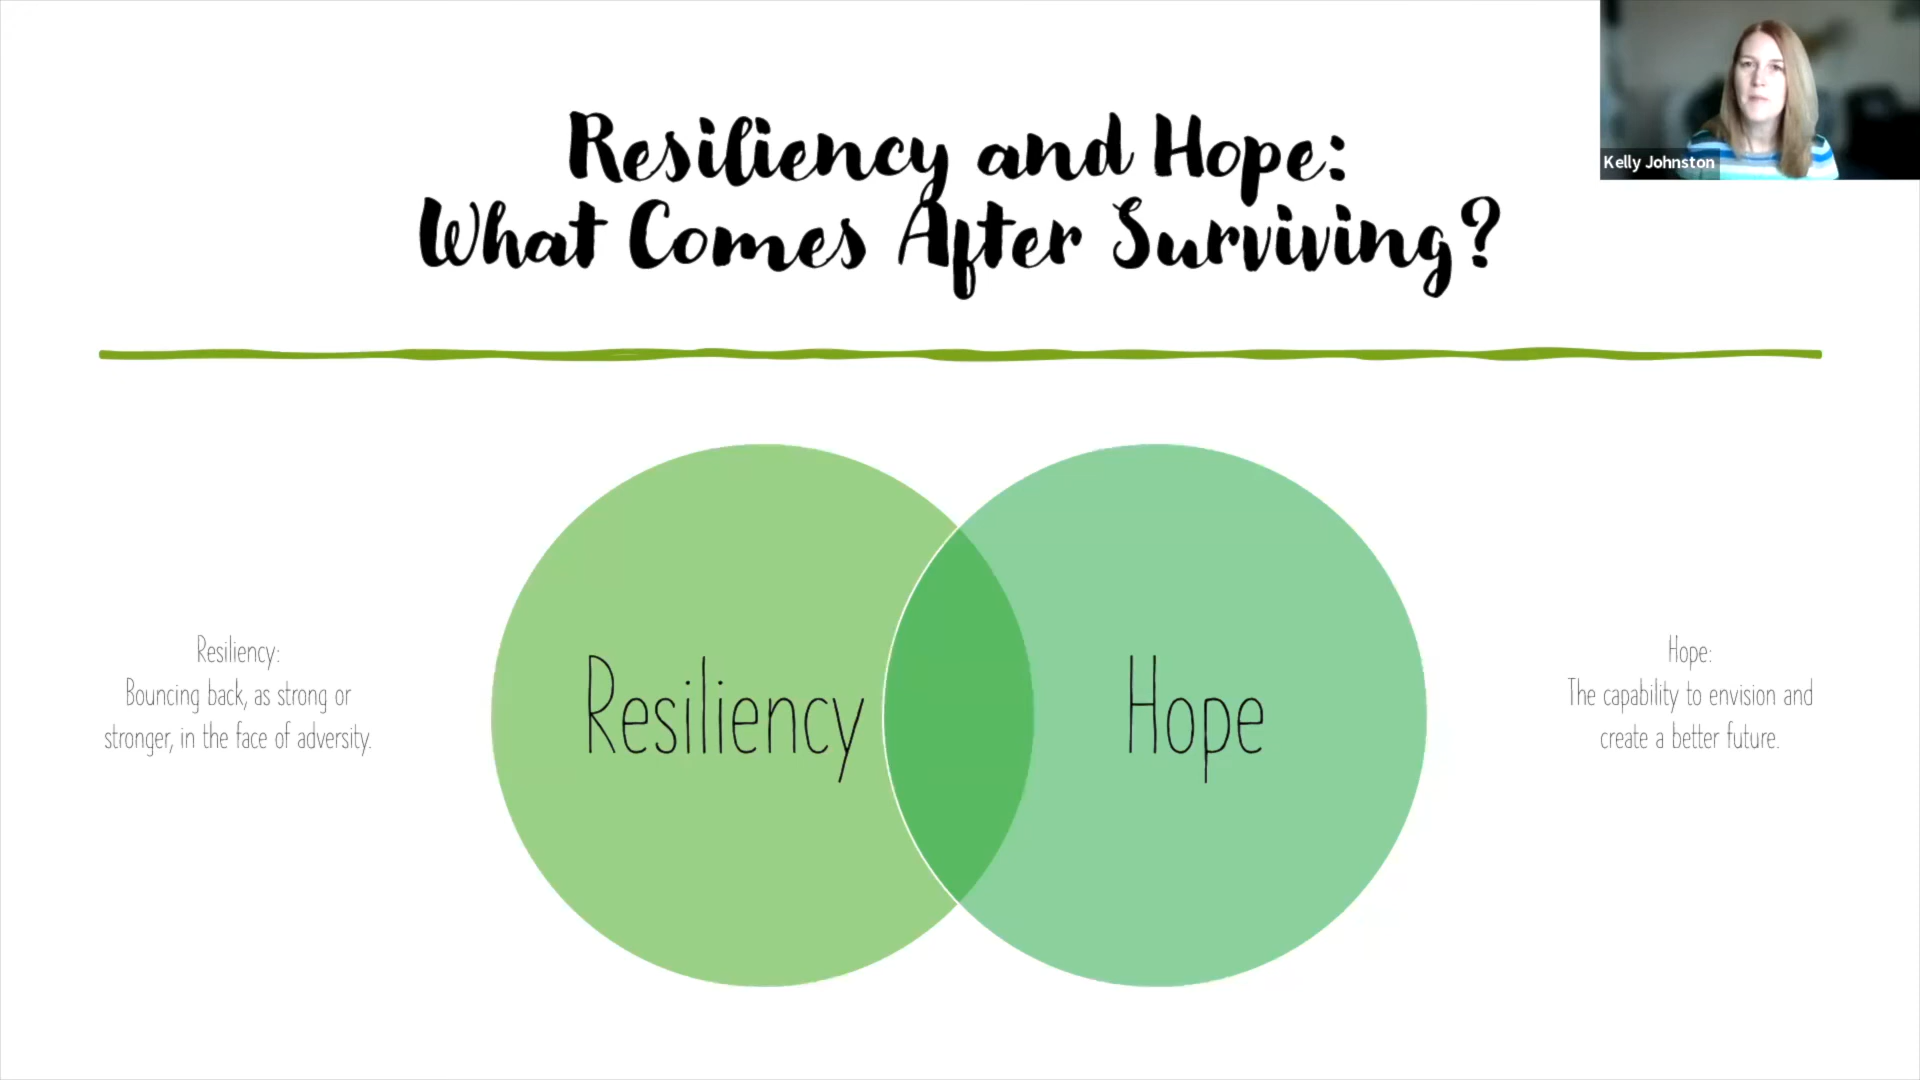 Resiliency and Hope:
What Comes After Surviving?
Kelly Johnston
Resiliency:
Bouncing back, as strong or
stronger, in the face of adversity.
Resiliency
Hope
Hope:
The capability to envision and
create a better future.